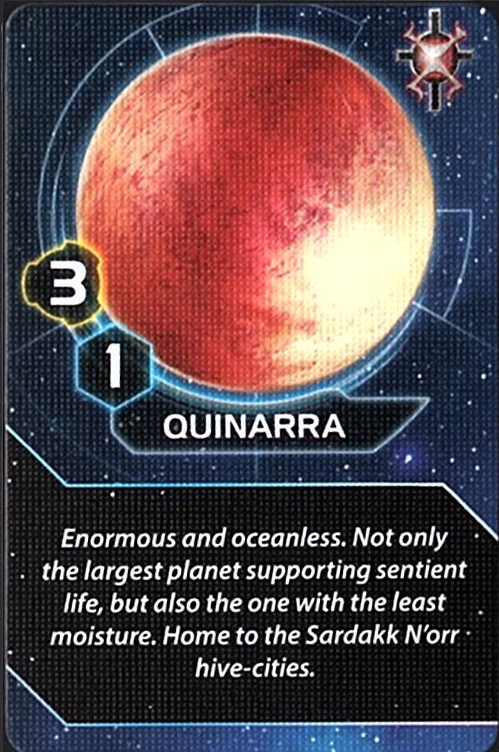 3
1
QUINARRA
Enormous and oceanless. Not only
the largest planet supporting sentient
life, but also the one with the least
moisture. Home to the Sardakk N'orr
hive-cities.